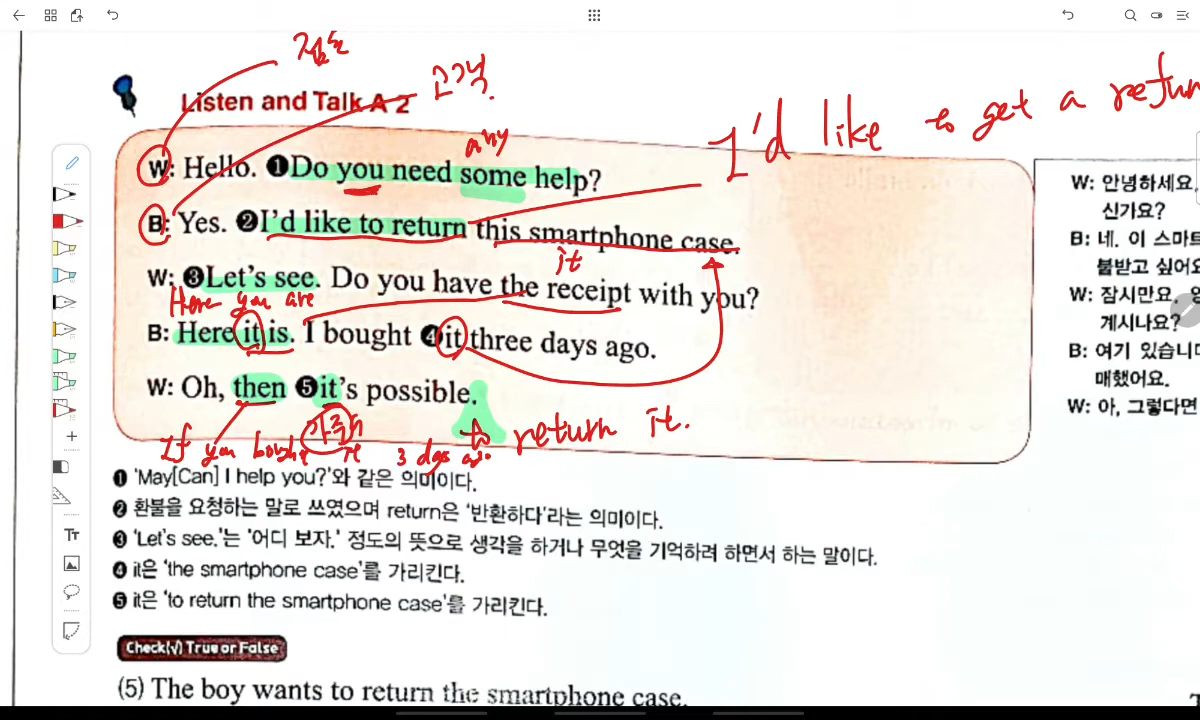 점원
고객
Listen and Talk A 2
I'd like to get a return
any
W: Hello. ❶Do you need some help?
B: Yes. ❷I'd like to return this smartphone case.
it
W: ❸Let's see. Do you have the receipt with you?
Here you are
B: Here it is. I bought ❹it three days ago.
W: Oh, then ❺it's possible.
to return it.
If you bought it 3 days ago
❶ 'May[Can] I help you?'와 같은 의미이다.
❷ 환불을 요청하는 말로 쓰였으며 return은 '반환하다'라는 의미이다.
❸ 'Let's see.'는 '어디 보자.' 정도의 뜻으로 생각을 하거나 무엇을 기억하려 하면서 하는 말이다.
❹ it은 'the smartphone case'를 가리킨다.
❺ it은 'to return the smartphone case'를 가리킨다.
Check(√) True or False
(5) The boy wants to return the smartphone case.
W: 안녕하세요.
신가요?
B: 네. 이 스마트
불받고 싶어요
W: 잠시만요.
계시나요?
B: 여기 있습니다
매했어요.
W: 아, 그렇다면
Tт